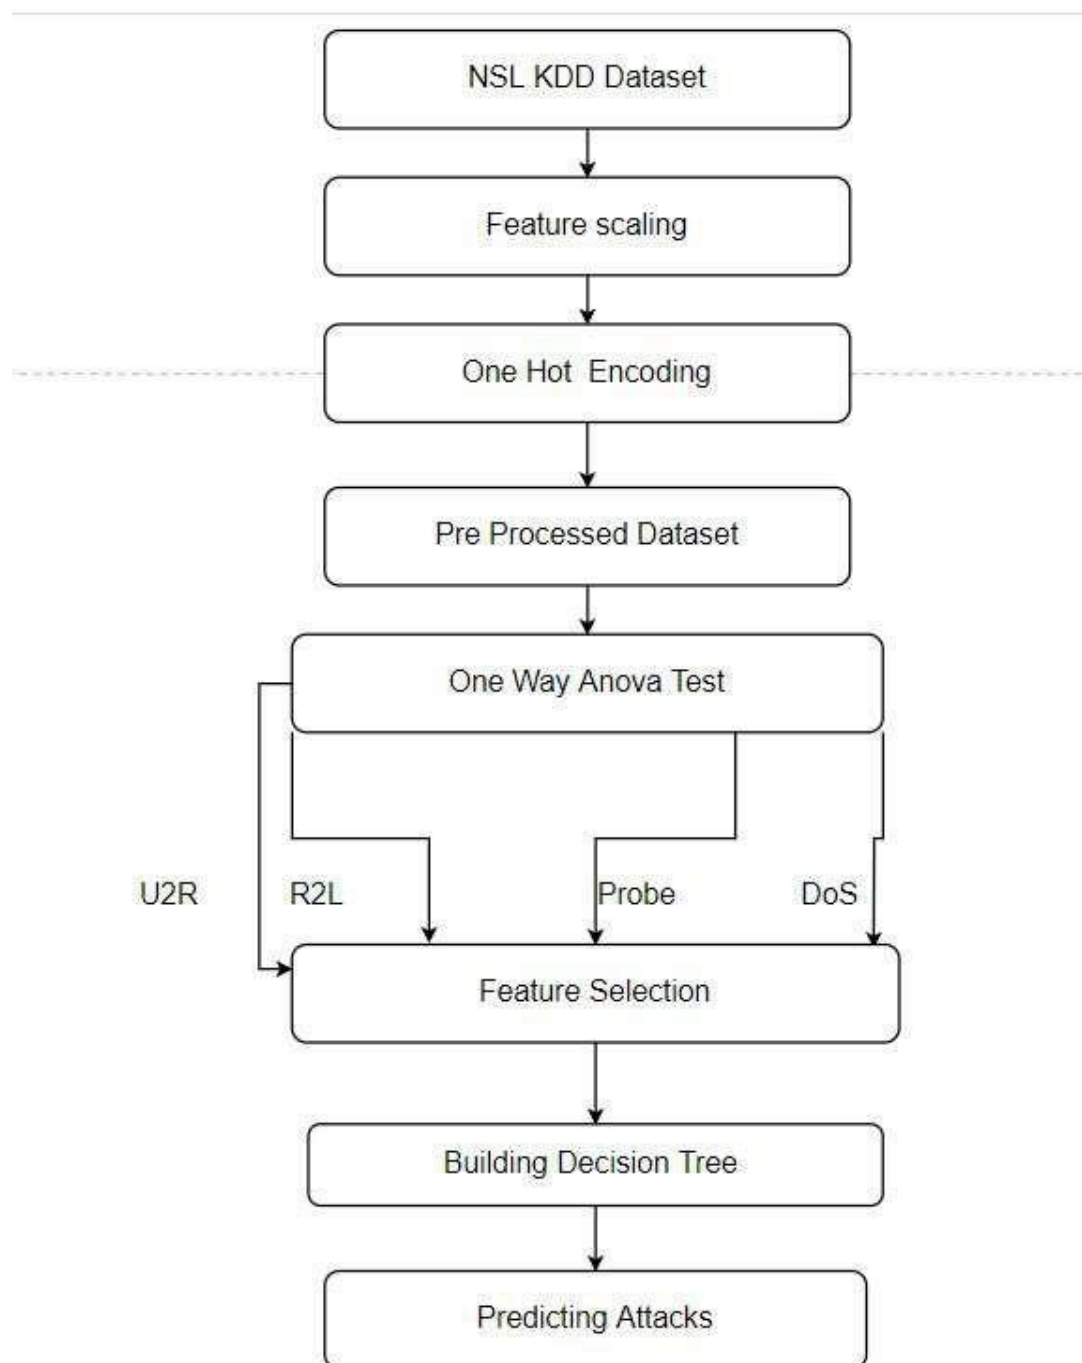 NSL KDD Dataset
Feature scaling
One Hot  Encoding
Pre Processed Dataset
One Way Anova Test
U2R
R2L
Probe
DoS
Feature Selection
Building Decision Tree
Predicting Attacks